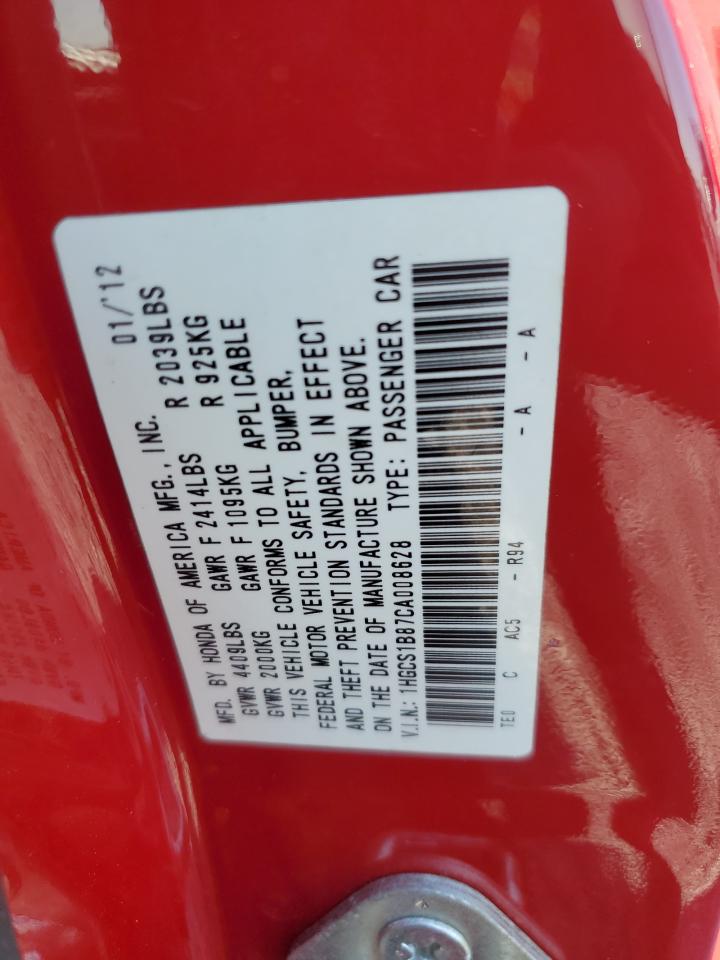 MFD. BY HONDA OF AMERICA MFG., INC. 01/'12
GVWR 4409LBS GAWR F 2414LBS R 2039LBS
GVWR 2000KG GAWR F 1095KG R 925KG
THIS VEHICLE CONFORMS TO ALL APPLICABLE
FEDERAL MOTOR VEHICLE SAFETY, BUMPER,
AND THEFT PREVENTION STANDARDS IN EFFECT
ON THE DATE OF MANUFACTURE SHOWN ABOVE.
V.I.N.: 1HGCS1B87CA008628 TYPE: PASSENGER CAR
TE0 C AC5 - R94 - A - A